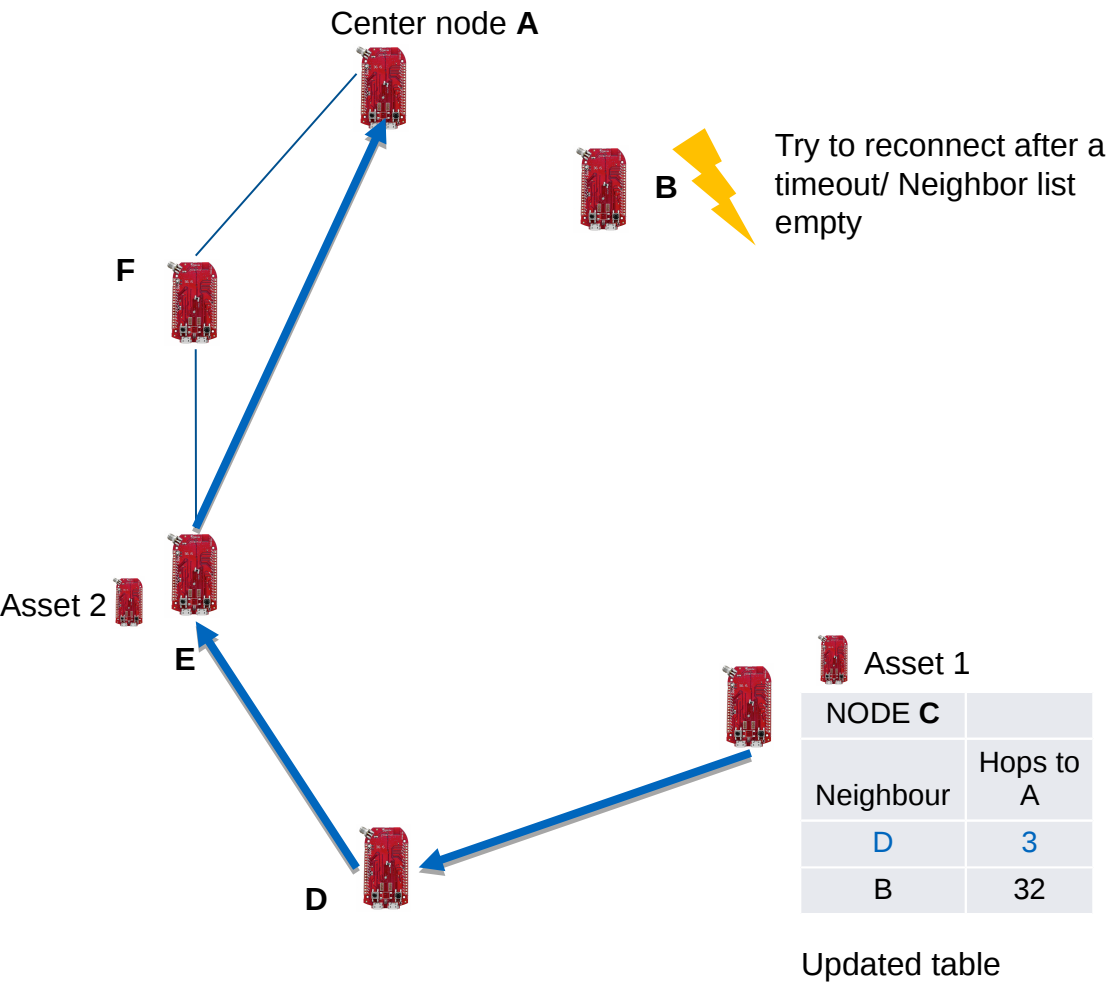 Center node A
B
Try to reconnect after a
timeout/ Neighbor list
empty
F
Asset 2
E
Asset 1
NODE C
Neighbour
Hops to
A
D 3
B 32
D
Updated table